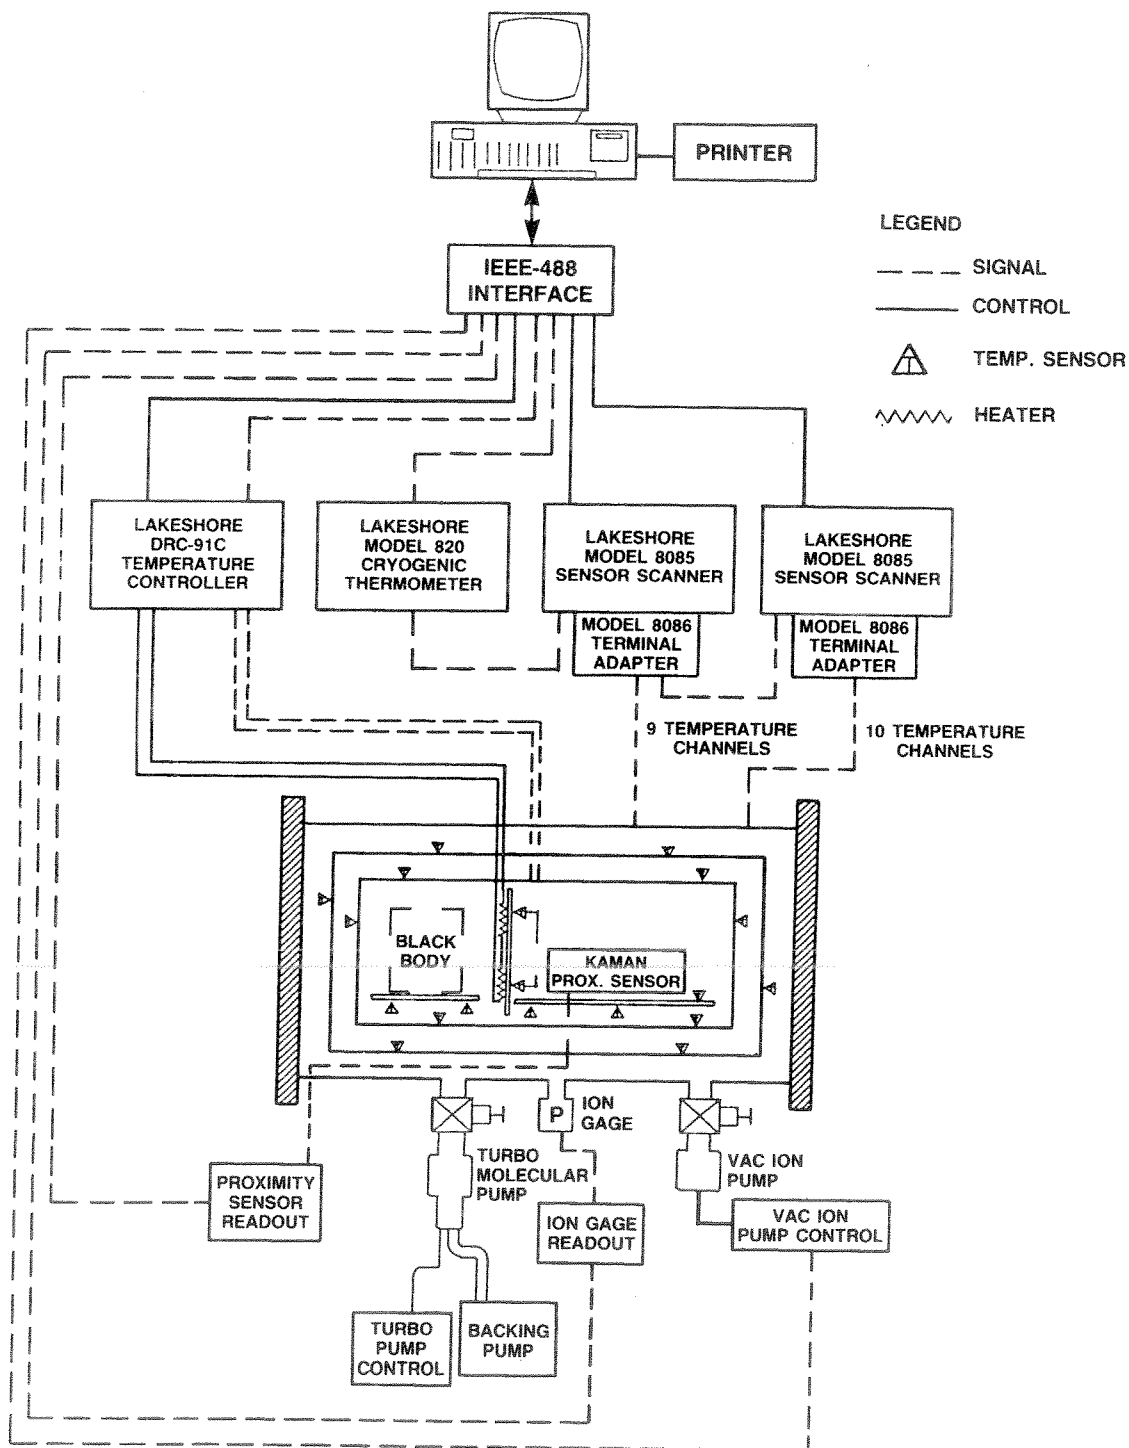 PRINTER
LEGEND
SIGNAL
CONTROL
TEMP. SENSOR
HEATER
IEEE-488
INTERFACE
LAKESHORE
DRC-91C
TEMPERATURE
CONTROLLER
LAKESHORE
MODEL 820
CRYOGENIC
THERMOMETER
LAKESHORE
MODEL 8085
SENSOR SCANNER
LAKESHORE
MODEL 8085
SENSOR SCANNER
MODEL 8086
TERMINAL
ADAPTER
MODEL 8086
TERMINAL
ADAPTER
9 TEMPERATURE
CHANNELS
10 TEMPERATURE
CHANNELS
BLACK
BODY
KAMAN
PROX. SENSOR
P
ION
GAGE
TURBO
MOLECULAR
PUMP
VAC ION
PUMP
PROXIMITY
SENSOR
READOUT
ION GAGE
READOUT
VAC ION
PUMP CONTROL
TURBO
PUMP
CONTROL
BACKING
PUMP